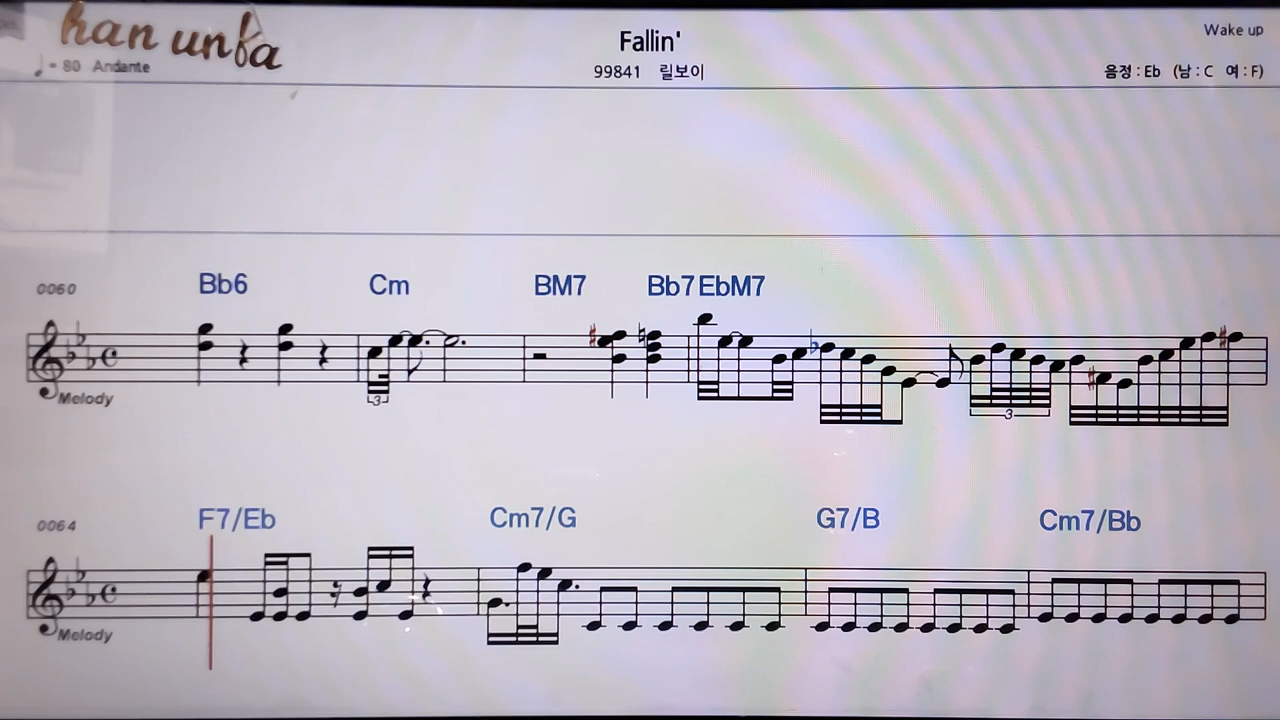 han unfa
♩= 80 Andante
Fallin'
99841 릴보이
Wake up
음정 : Eb (남 : C 여 : F)
0060 Bb6 Cm BM7 Bb7 EbM7
3 3
Melody
0064 F7/Eb Cm7/G G7/B Cm7/Bb
Melody